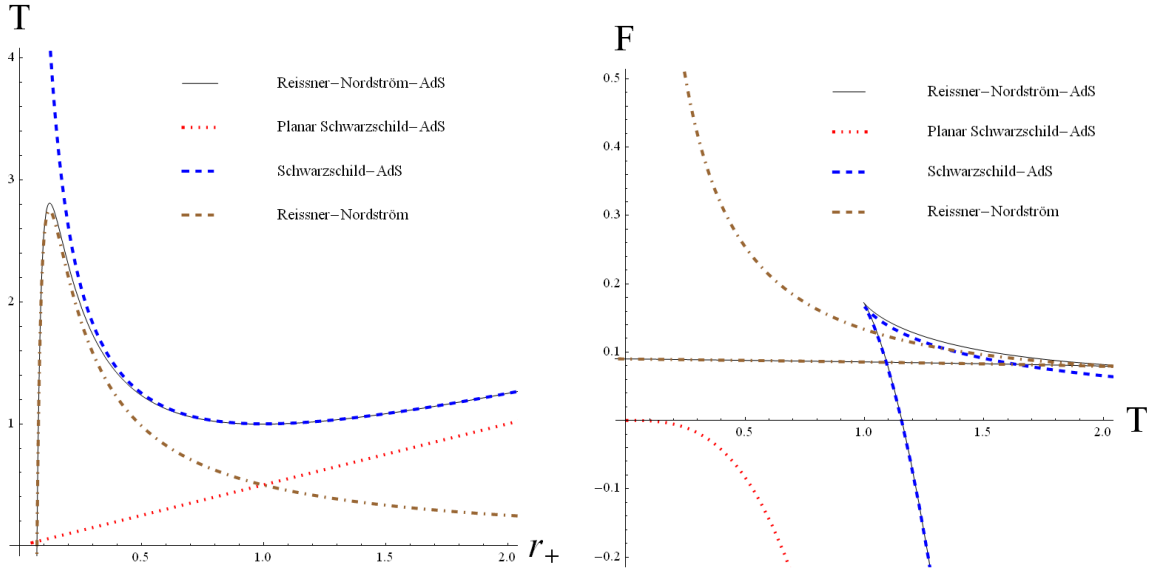 T
4
3
2
1
0.5
1.0
1.5
2.0
r+
Reissner-Nordström-AdS
Planar Schwarzschild-AdS
Schwarzschild-AdS
Reissner-Nordström
F
0.5
0.4
0.3
0.2
0.1
-0.1
-0.2
0.5
1.0
1.5
2.0
T
Reissner-Nordström-AdS
Planar Schwarzschild-AdS
Schwarzschild-AdS
Reissner-Nordström